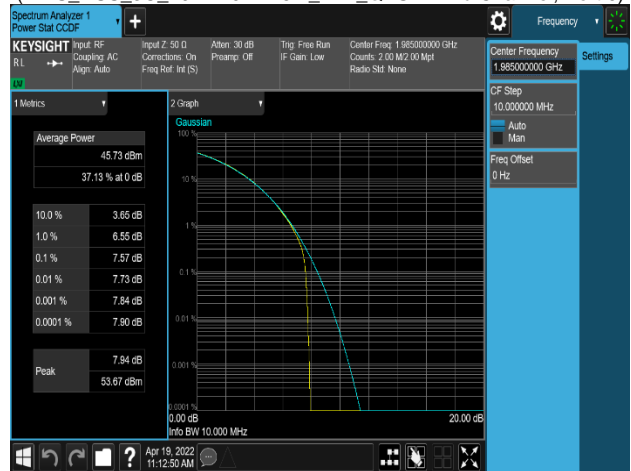 Spectrum Analyzer 1
Power Stat CCDF
Frequency
KEYSIGHT
RL
Input: RF
Coupling: AC
Align: Auto
Input Z: 50 Ω
Corrections: On
Freq Ref: Int (S)
Atten: 30 dB
Preamp: Off
Trig: Free Run
IF Gain: Low
Center Freq: 1.985000000 GHz
Counts: 2.00 M/2.00 Mpt
Radio Std: None
Center Frequency
1.985000000 GHz
Settings
CF Step
10.000000 MHz
Auto
Man
Freq Offset
0 Hz
1 Metrics
2 Graph
Average Power
45.73 dBm
37.13 % at 0 dB
10.0 % 3.65 dB
1.0 % 6.55 dB
0.1 % 7.57 dB
0.01 % 7.73 dB
0.001 % 7.84 dB
0.0001 % 7.90 dB
Peak
7.94 dB
53.67 dBm
Gaussian
100 %
10 %
1 %
0.1 %
0.01 %
0.001 %
0.0001 %
0.00 dB
20.00 dB
Info BW 10.000 MHz
Apr 19, 2022
11:12:50 AM